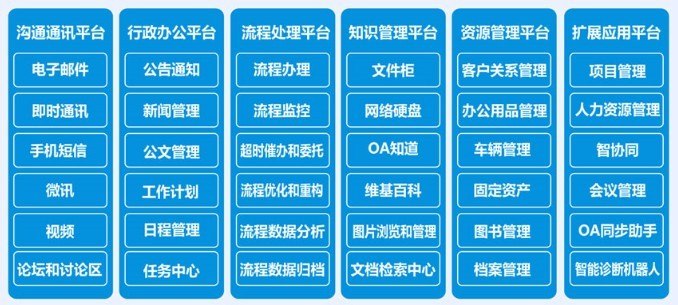 沟通通讯平台
电子邮件
即时通讯
手机短信
微讯
视频
论坛和讨论区
行政办公平台
公告通知
新闻管理
公文管理
工作计划
日程管理
任务中心
流程处理平台
流程办理
流程监控
超时催办和委托
流程优化和重构
流程数据分析
流程数据归档
知识管理平台
文件柜
网络硬盘
OA知道
维基百科
图片浏览和管理
文档检索中心
资源管理平台
客户关系管理
办公用品管理
车辆管理
固定资产
图书管理
档案管理
扩展应用平台
项目管理
人力资源管理
智协同
会议管理
OA同步助手
智能诊断机器人